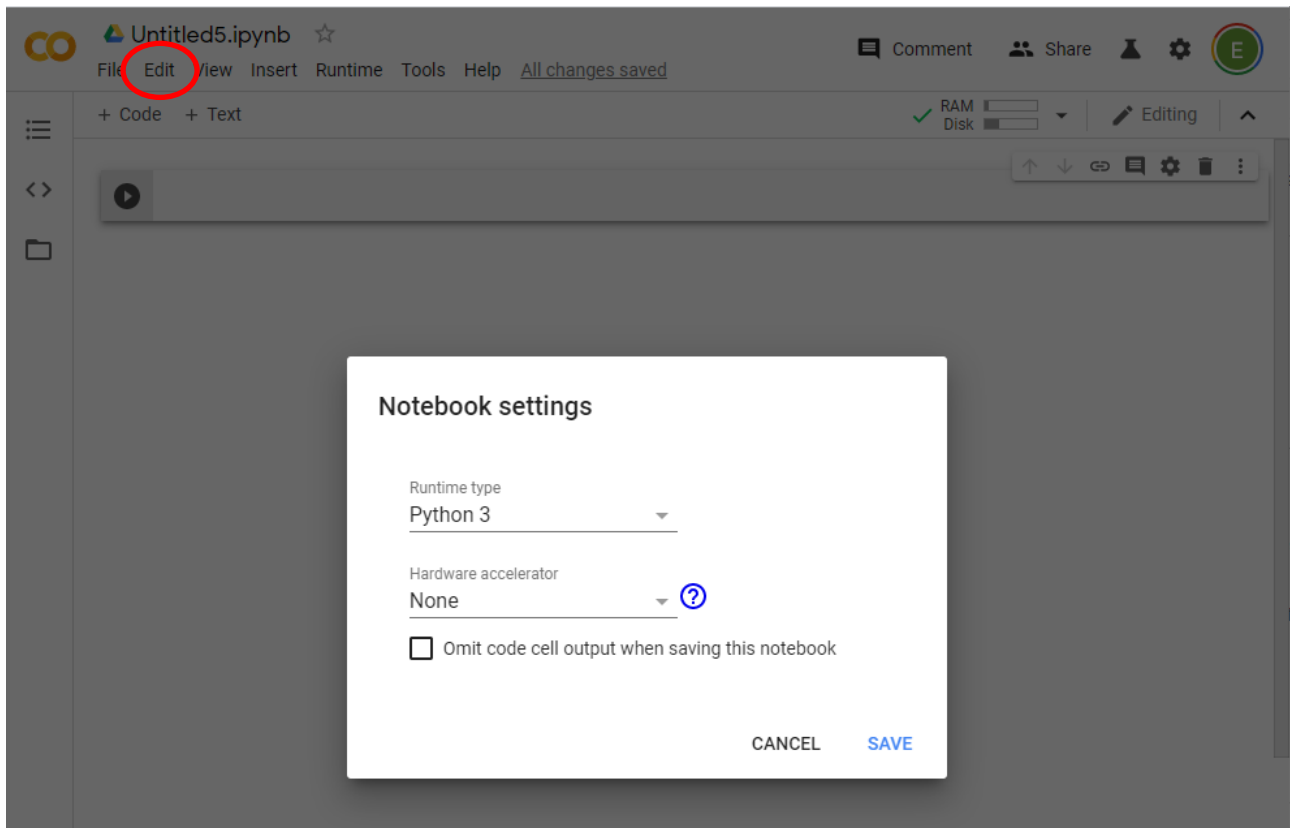 Untitled5.ipynb
File Edit View Insert Runtime Tools Help All changes saved
Comment Share E
+ Code + Text
RAM
Disk
Editing
Notebook settings
Runtime type
Python 3
Hardware accelerator
None
?
Omit code cell output when saving this notebook
CANCEL SAVE